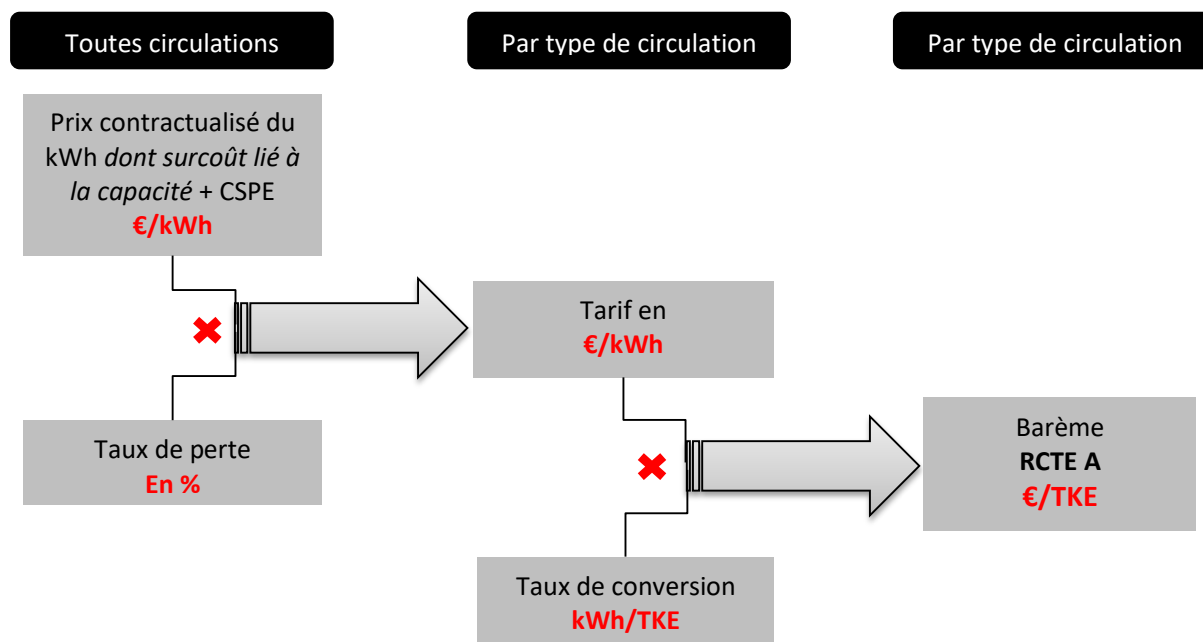 Toutes circulations
Par type de circulation
Par type de circulation
Prix contractualisé du
kWh dont surcoût lié à
la capacité + CSPE
€/kWh
Tarif en
€/kWh
Taux de perte
En %
Barème
RCTE A
€/TKE
Taux de conversion
kWh/TKE